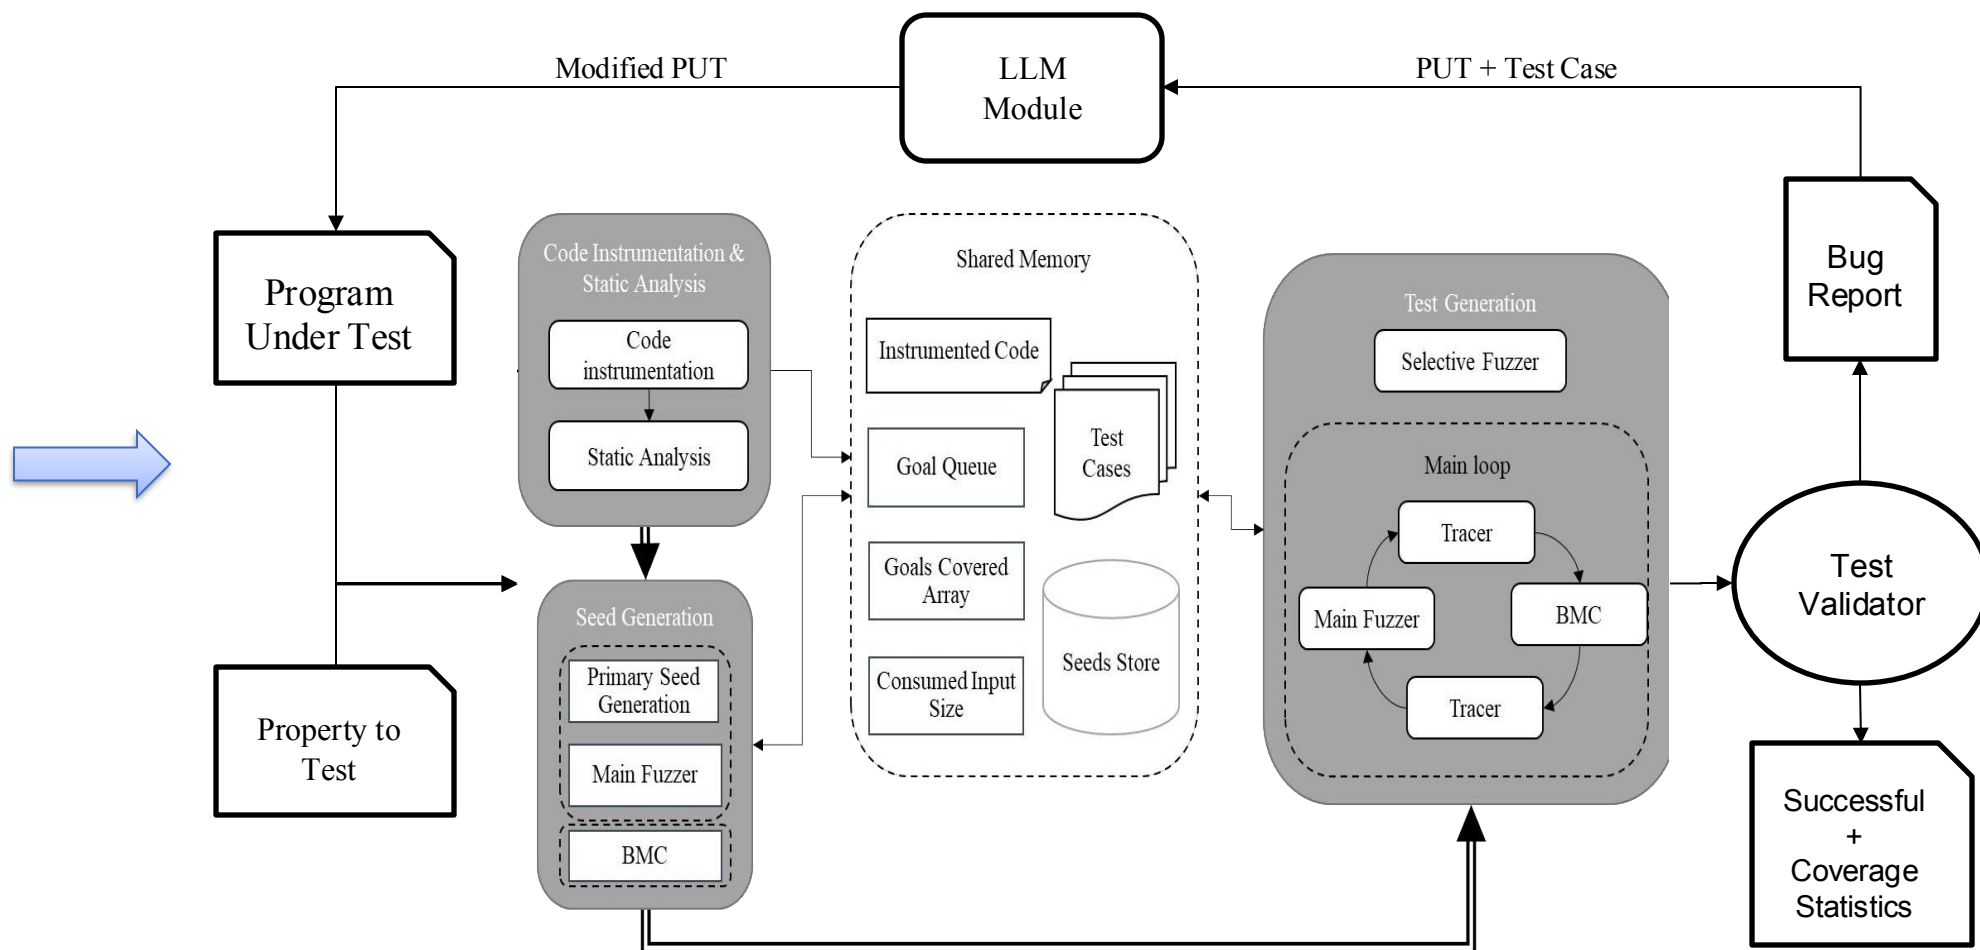 LLM
Module
Modified PUT
PUT + Test Case
Program
Under Test
Property to
Test
Code Instrumentation &
Static Analysis
Code
instrumentation
Static Analysis
Seed Generation
Primary Seed
Generation
Main Fuzzer
BMC
Shared Memory
Instrumented Code
Test
Cases
Goal Queue
Goals Covered
Array
Consumed Input
Size
Seeds Store
Test Generation
Selective Fuzzer
Main loop
Tracer
Main Fuzzer
BMC
Tracer
Bug
Report
Test
Validator
Successful
+
Coverage
Statistics